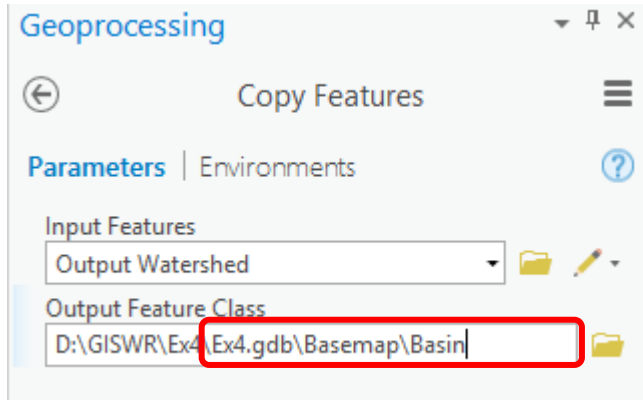 Geoprocessing
Copy Features
Parameters | Environments
Input Features
Output Watershed
Output Feature Class
D:\GISWR\Ex4\Ex4.gdb\Basemap\Basin